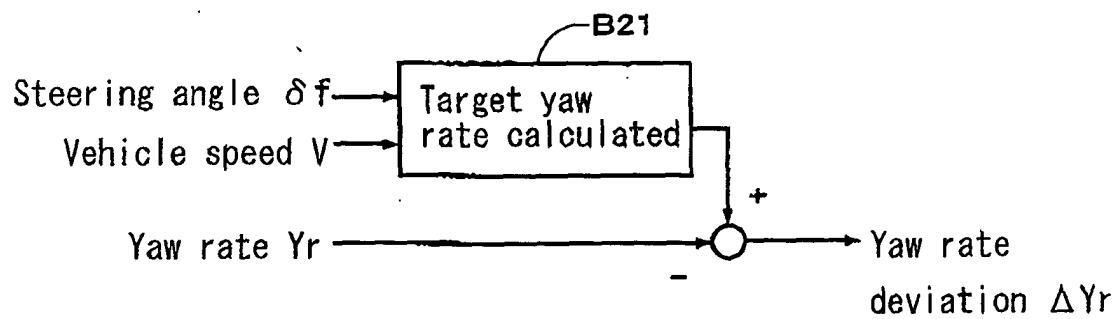 B21
Steering angle δf
Vehicle speed V
Target yaw
rate calculated
+
Yaw rate Yr
-
Yaw rate
deviation ΔYr